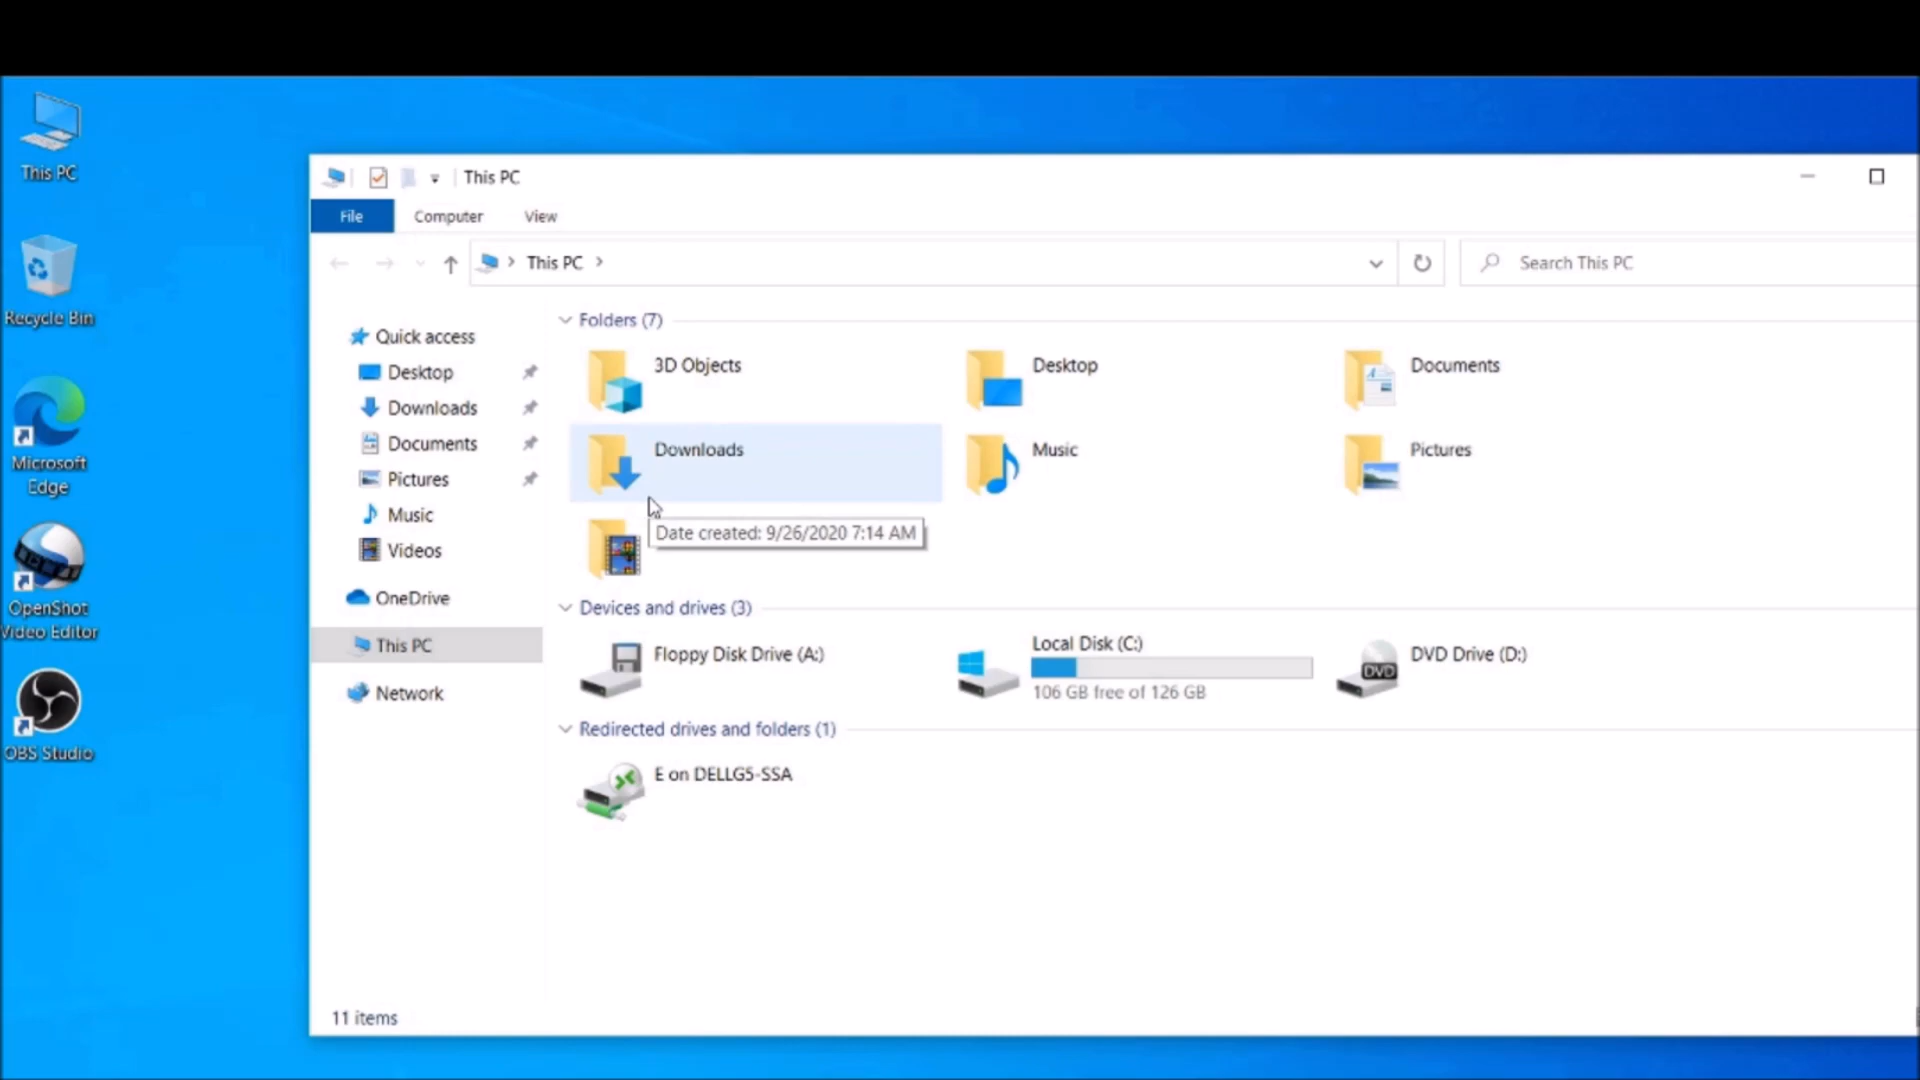 This PC
Recycle Bin
Microsoft
Edge
OpenShot
Video Editor
OBS Studio
This PC
File
Computer
View
This PC
Search This PC
Quick access
Desktop
Downloads
Documents
Pictures
Music
Videos
OneDrive
This PC
Network
Folders (7)
3D Objects
Desktop
Documents
Downloads
Music
Pictures
Date created: 9/26/2020 7:14 AM
Devices and drives (3)
Floppy Disk Drive (A:)
Local Disk (C:)
106 GB free of 126 GB
DVD
DVD Drive (D:)
Redirected drives and folders (1)
E on DELLG5-SSA
11 items